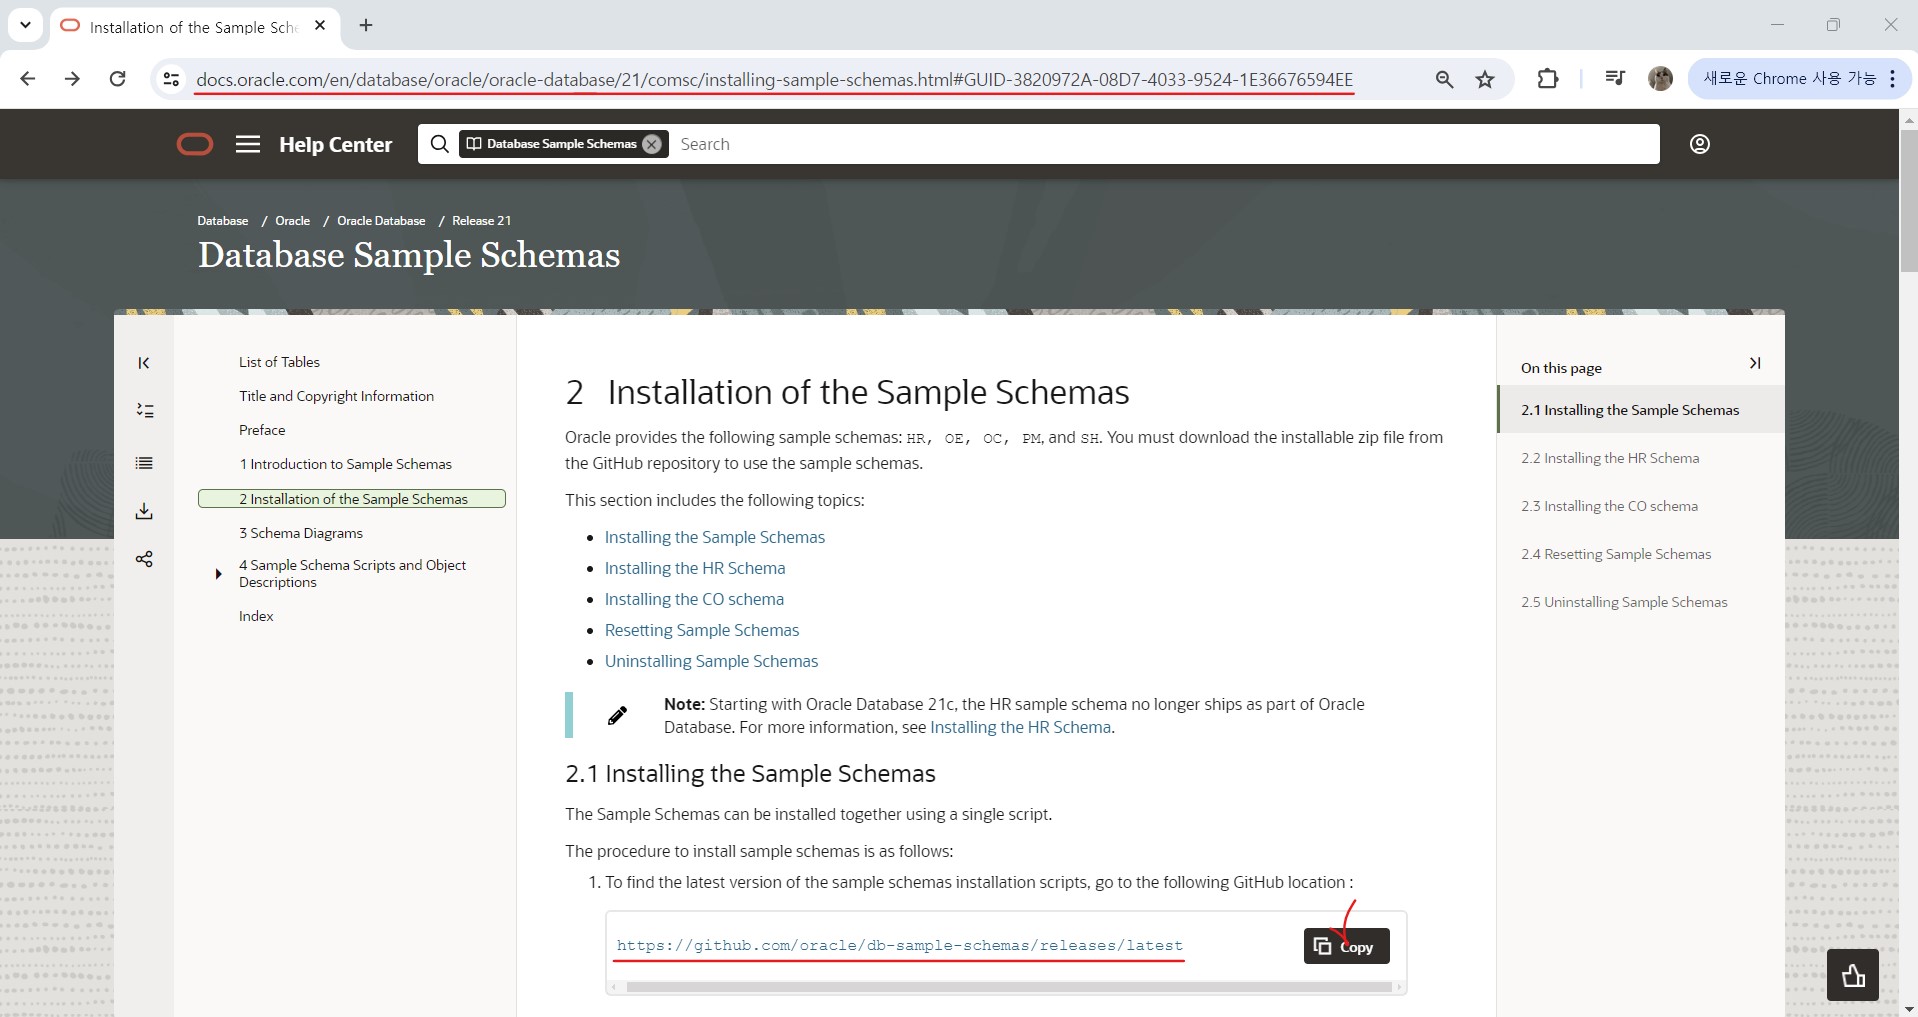 Installation of the Sample Sche
docs.oracle.com/en/database/oracle/oracle-database/21/comsc/installing-sample-schemas.html#GUID-3820972A-08D7-4033-9524-1E36676594EE
새로운 Chrome 사용 가능
Help Center
Database Sample Schemas
Search
Database / Oracle / Oracle Database / Release 21
Database Sample Schemas
List of Tables
Title and Copyright Information
Preface
1 Introduction to Sample Schemas
2 Installation of the Sample Schemas
3 Schema Diagrams
4 Sample Schema Scripts and Object
Descriptions
Index
2 Installation of the Sample Schemas
Oracle provides the following sample schemas: HR, OE, OC, PM, and SH. You must download the installable zip file from
the GitHub repository to use the sample schemas.
This section includes the following topics:
• Installing the Sample Schemas
• Installing the HR Schema
• Installing the CO schema
• Resetting Sample Schemas
• Uninstalling Sample Schemas
Note: Starting with Oracle Database 21c, the HR sample schema no longer ships as part of Oracle
Database. For more information, see Installing the HR Schema.
2.1 Installing the Sample Schemas
The Sample Schemas can be installed together using a single script.
The procedure to install sample schemas is as follows:
1. To find the latest version of the sample schemas installation scripts, go to the following GitHub location :
https://github.com/oracle/db-sample-schemas/releases/latest
Copy
On this page
2.1 Installing the Sample Schemas
2.2 Installing the HR Schema
2.3 Installing the CO schema
2.4 Resetting Sample Schemas
2.5 Uninstalling Sample Schemas